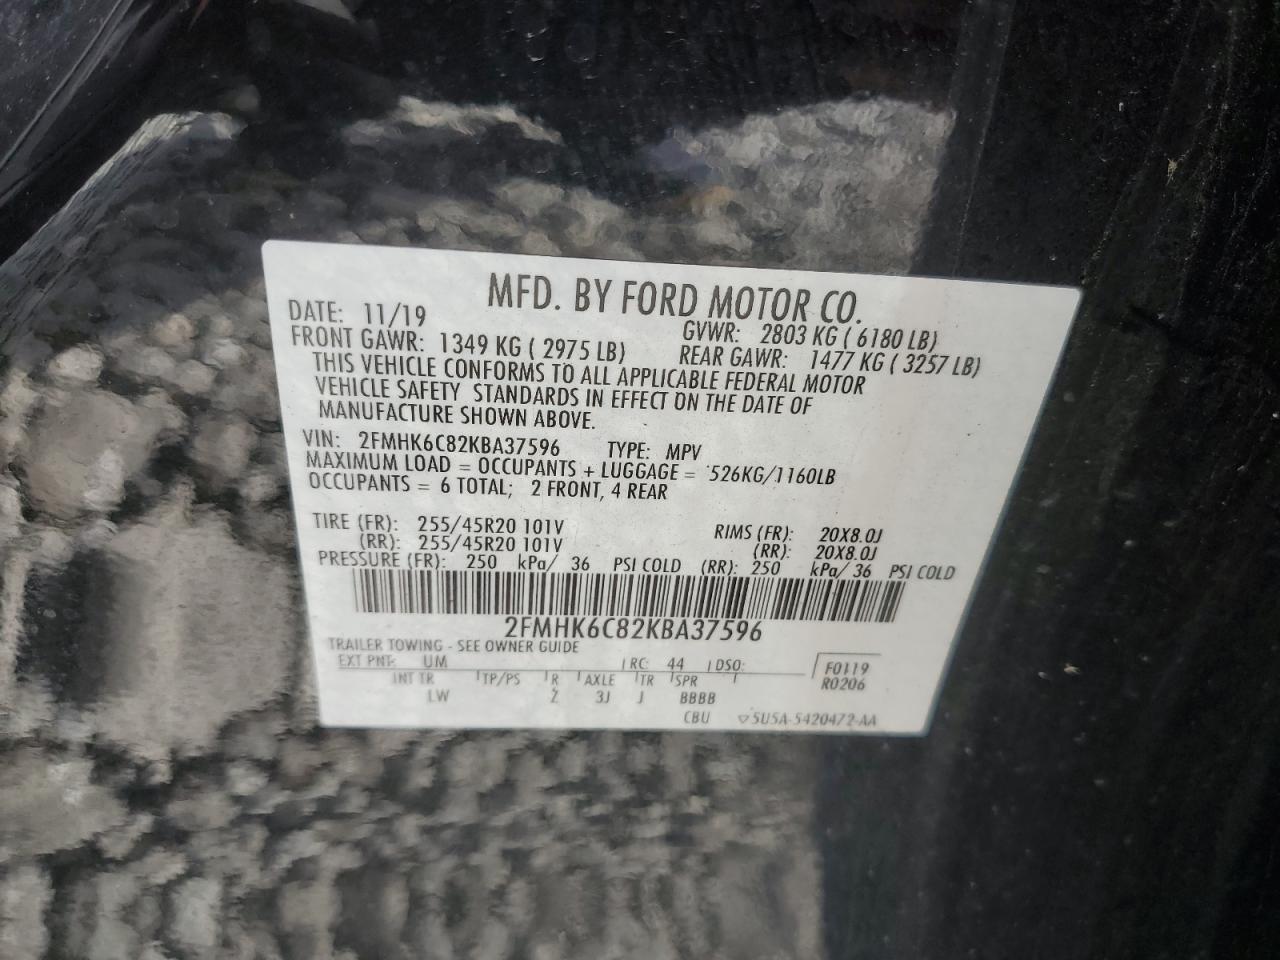 MFD. BY FORD MOTOR CO.
DATE: 11/19 GVWR: 2803 KG ( 6180 LB)
FRONT GAWR: 1349 KG ( 2975 LB) REAR GAWR: 1477 KG ( 3257 LB)
THIS VEHICLE CONFORMS TO ALL APPLICABLE FEDERAL MOTOR
VEHICLE SAFETY STANDARDS IN EFFECT ON THE DATE OF
MANUFACTURE SHOWN ABOVE.
VIN: 2FMHK6C82KBA37596 TYPE: MPV
MAXIMUM LOAD = OCCUPANTS + LUGGAGE = 526KG/1160LB
OCCUPANTS = 6 TOTAL; 2 FRONT, 4 REAR
TIRE (FR): 255/45R20 101V RIMS (FR): 20X8.0J
(RR): 255/45R20 101V (RR): 20X8.0J
PRESSURE (FR): 250 kPa/ 36 PSI COLD (RR): 250 kPa/ 36 PSI COLD
2FMHK6C82KBA37596
TRAILER TOWING - SEE OWNER GUIDE
EXT PNT: UM RC: 44 DSO: F0119
INT TR TP/PS R AXLE TR SPR R0206
LW 2 3J J BBBB
CBU 5U5A-5420472-AA